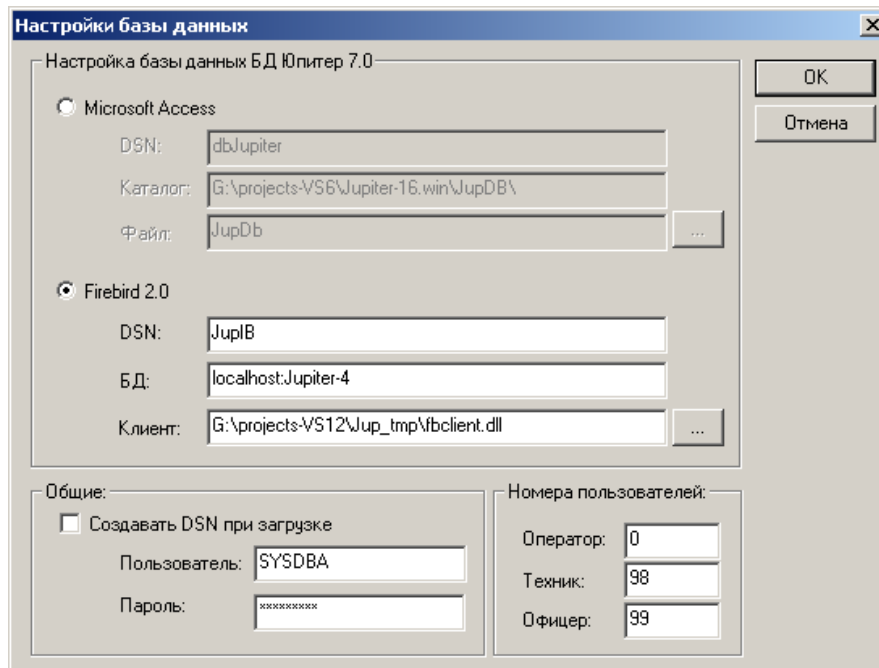 Настройки базы данных
Настройка базы данных БД Юпитер 7.0
OK
Microsoft Access
Отмена
DSN: dbJupiter
Каталог: G:\projects-VS6\Jupiter-16.win\JupDB\
Файл: JupDb ...
Firebird 2.0
DSN: JupIB
БД: localhost:Jupiter-4
Клиент: G:\projects-VS12\Jup_tmp\fbclient.dll ...
Общие:
Создавать DSN при загрузке
Пользователь: SYSDBA
Пароль: *********
Номера пользователей:
Оператор: 0
Техник: 98
Офицер: 99